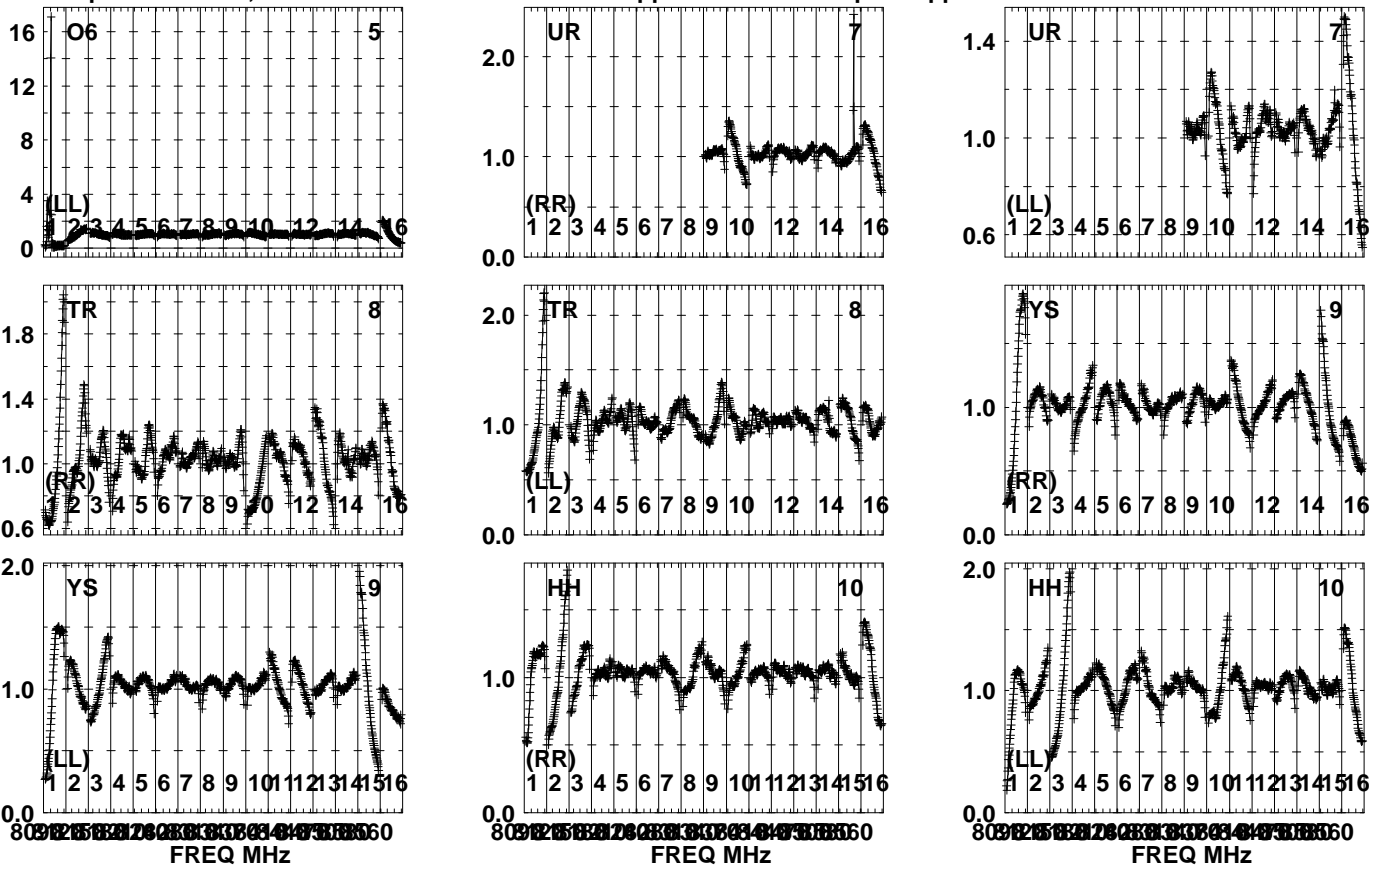 16 O6 5
14
12
10
8
6
4 (LL)
2 1 2 3 4 5 6 7 8 9 10 12 14 16
0
UR 7
2.0
1.0
(RR)
1 2 3 4 5 6 7 8 9 10 12 14 16
0.0
UR 7
1.4
1.0
(LL)
1 2 3 4 5 6 7 8 9 10 12 14 16
0.6
TR 8
1.8
1.4
1.0
(RR)
1 2 3 4 5 6 7 8 9 10 12 14 16
0.6
TR 8
2.0
1.0
(LL)
1 2 3 4 5 6 7 8 9 10 12 14 16
0.0
YS 9
1.0
(RR)
1 2 3 4 5 6 7 8 9 10 12 14 16
0.0
2.0
YS 9
1.0
(LL)
1 2 3 4 5 6 7 8 9 10 11 12 13 14 15 16
0.0
FREQ MHz
HH 10
1.0
(RR)
1 2 3 4 5 6 7 8 9 10 11 12 13 14 15 16
0.0
FREQ MHz
2.0
HH 10
1.0
(LL)
1 2 3 4 5 6 7 8 9 10 11 12 13 14 15 16
0.0
FREQ MHz